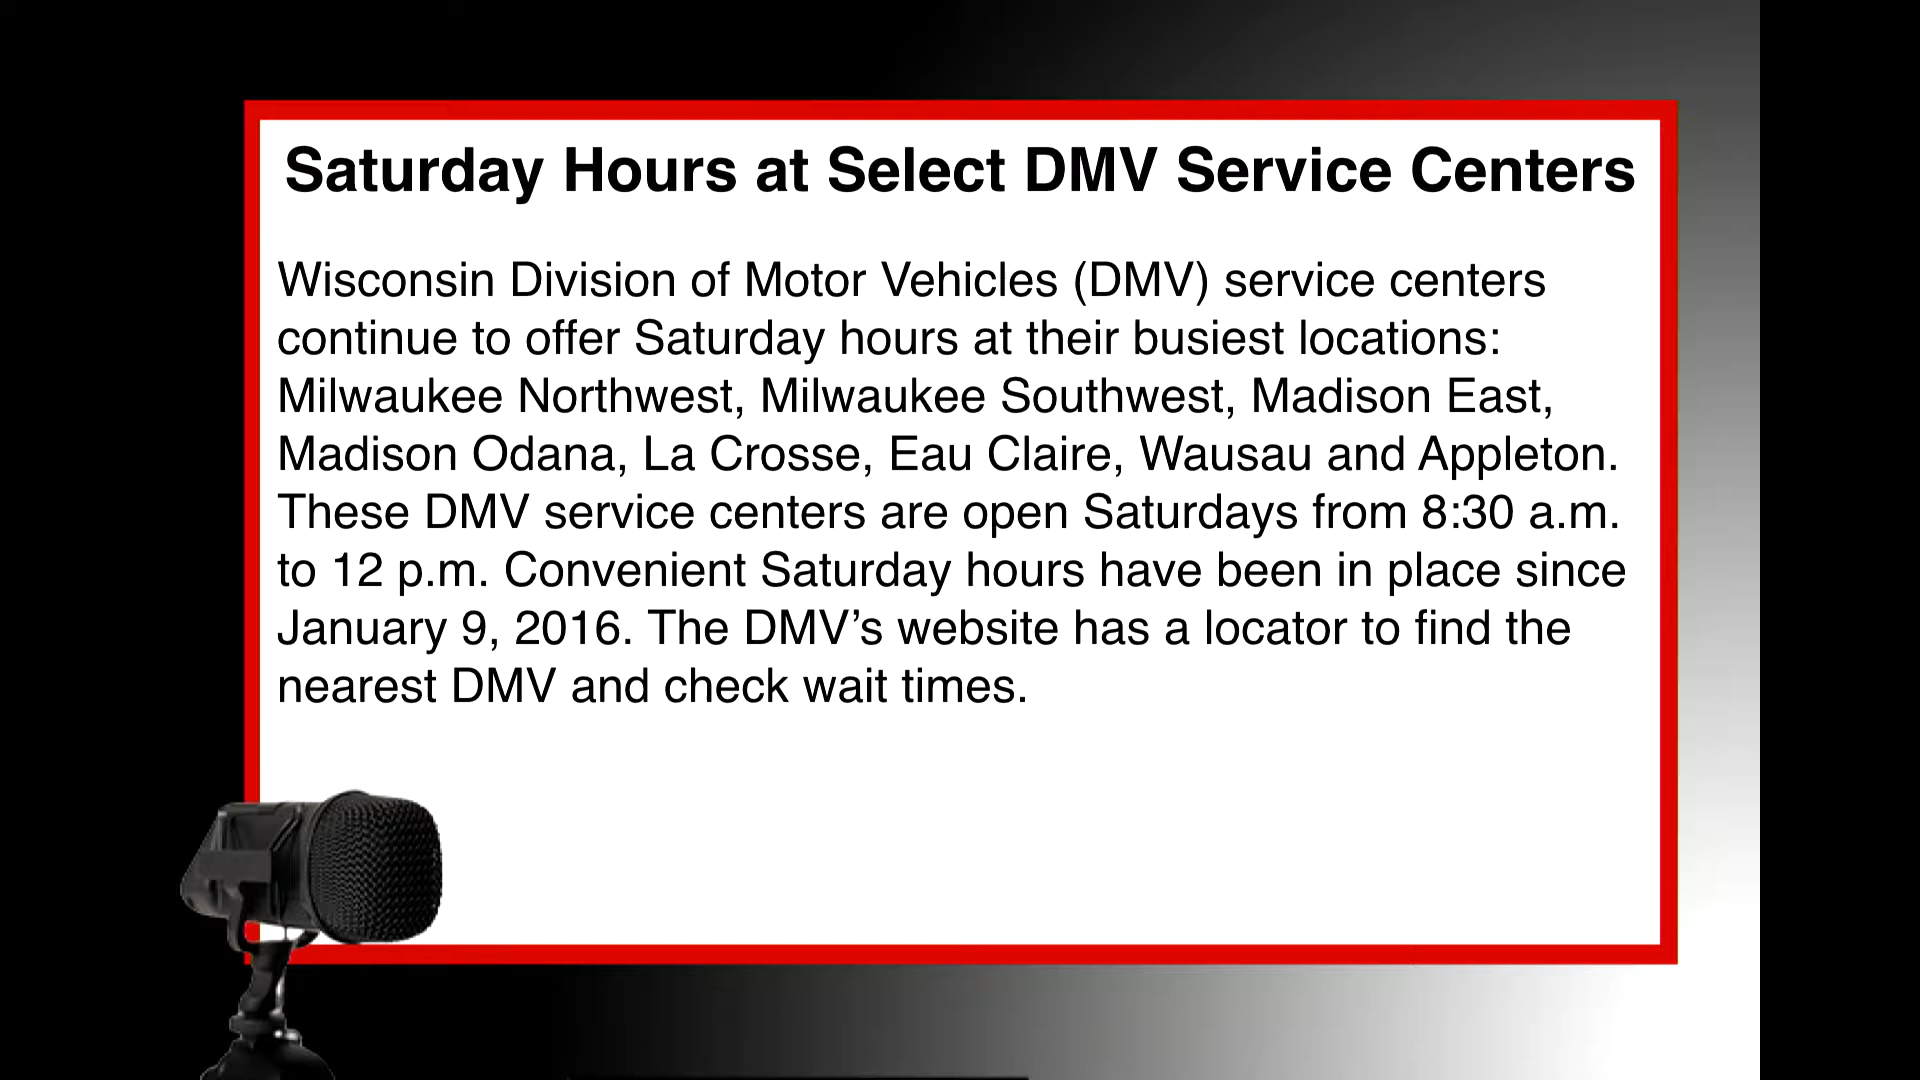 Saturday Hours at Select DMV Service Centers
Wisconsin Division of Motor Vehicles (DMV) service centers
continue to offer Saturday hours at their busiest locations:
Milwaukee Northwest, Milwaukee Southwest, Madison East,
Madison Odana, La Crosse, Eau Claire, Wausau and Appleton.
These DMV service centers are open Saturdays from 8:30 a.m.
to 12 p.m. Convenient Saturday hours have been in place since
January 9, 2016. The DMV’s website has a locator to find the
nearest DMV and check wait times.